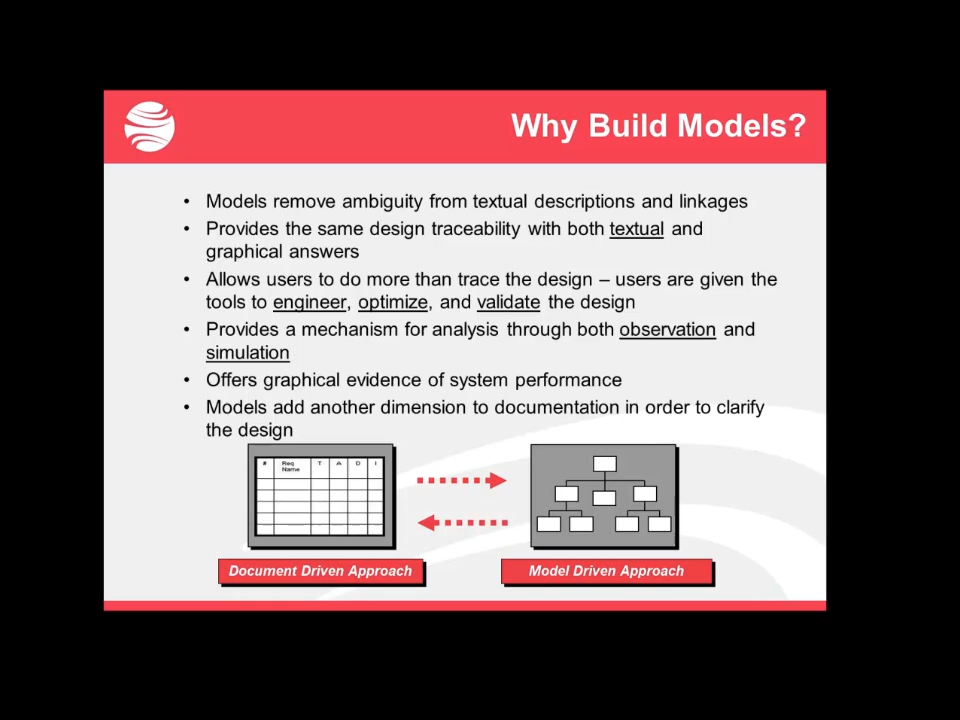 Why Build Models?
• Models remove ambiguity from textual descriptions and linkages
• Provides the same design traceability with both textual and
graphical answers
• Allows users to do more than trace the design – users are given the
tools to engineer, optimize, and validate the design
• Provides a mechanism for analysis through both observation and
simulation
• Offers graphical evidence of system performance
• Models add another dimension to documentation in order to clarify
the design
# Req T A D I
Name
Document Driven Approach
Model Driven Approach